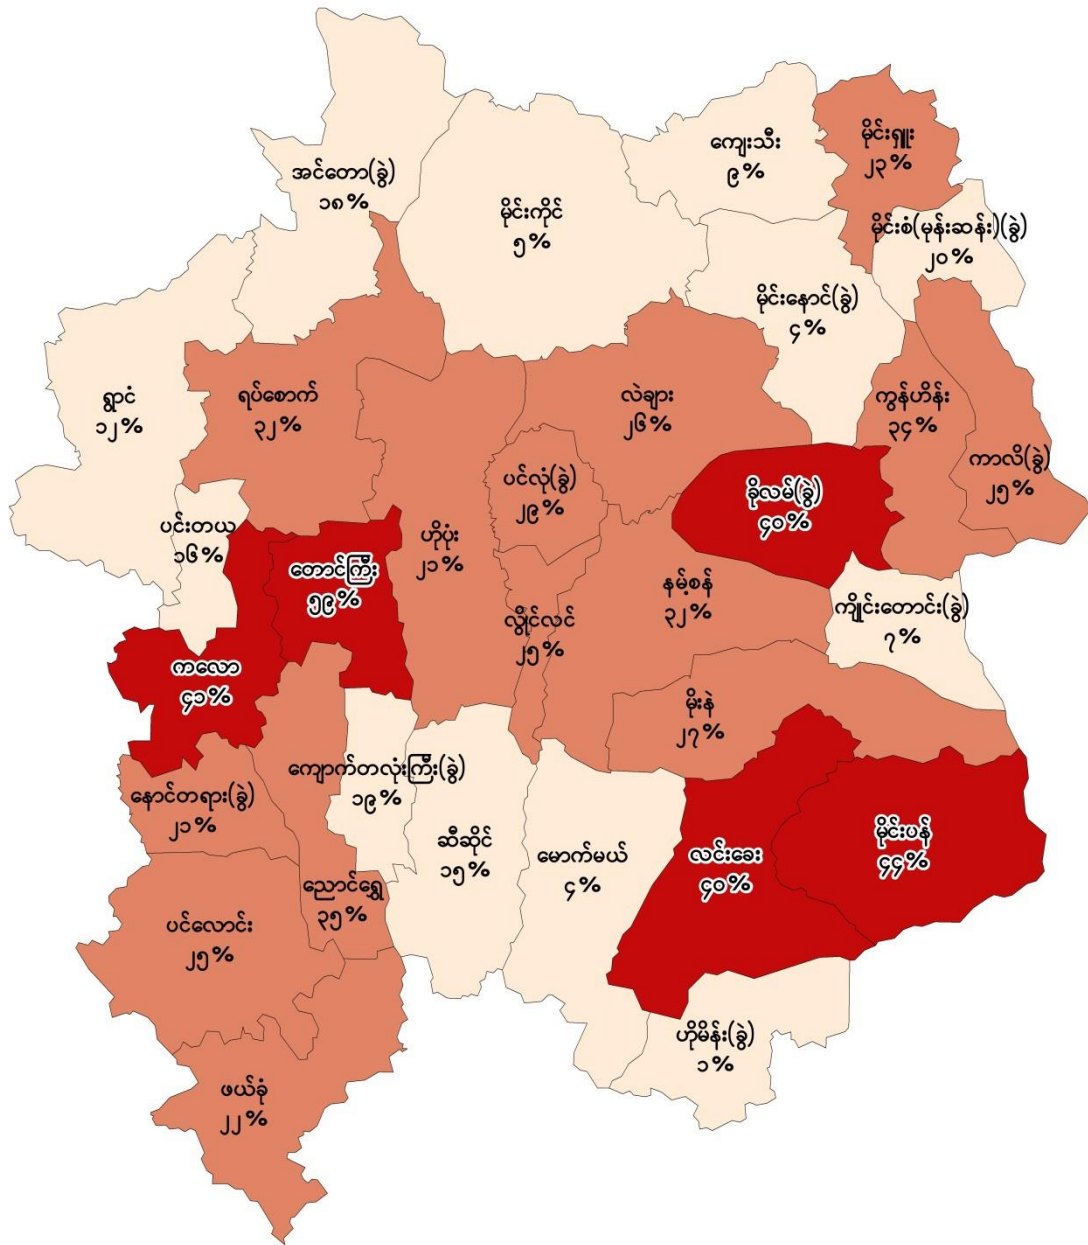 ကျေးသီး
၉%
မိုင်းရှူး
၂၃%
အင်တော(ခွဲ)
၁၈%
မိုင်းကိုင်
၅%
မိုင်းစံ(မုန်းဆန်း)(ခွဲ)
၂၀%
မိုင်းနောင်(ခွဲ)
၄%
ရွာငံ
၁၂%
ရပ်စောက်
၃၂%
လဲချား
၂၆%
ကွန်ဟိန်း
၃၄%
ကာလိ(ခွဲ)
၂၅%
ပင်လုံ(ခွဲ)
၂၉%
ခိုလမ်(ခွဲ)
၄၀%
ပင်းတယ
၁၆%
ဟိုပုံး
၂၁%
တောင်ကြီး
၅၉%
နမ့်စန်
၃၂%
ကျိုင်းတောင်း(ခွဲ)
၇%
လွိုင်လင်
၂၅%
ကလော
၄၁%
မိုးနဲ
၂၇%
ကျောက်တလုံးကြီး(ခွဲ)
၁၉%
နောင်တရား(ခွဲ)
၂၁%
ဆီဆိုင်
၁၅%
မောက်မယ်
၄%
လင်းခေး
၄၀%
မိုင်းပန်
၄၄%
ညောင်ရွှေ
၃၅%
ပင်လောင်း
၂၅%
ဟိုမိန်း(ခွဲ)
၁%
ဖယ်ခုံ
၂၂%